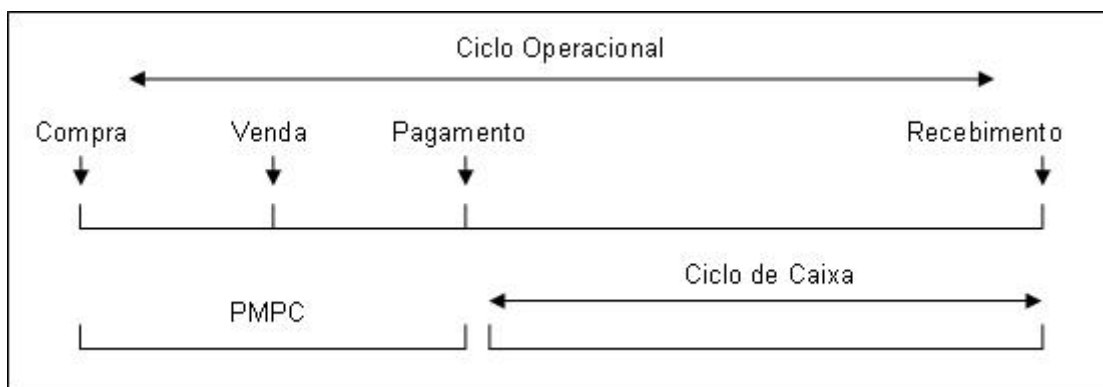 Ciclo Operacional
Compra Venda Pagamento Recebimento
Ciclo de Caixa
PMPC